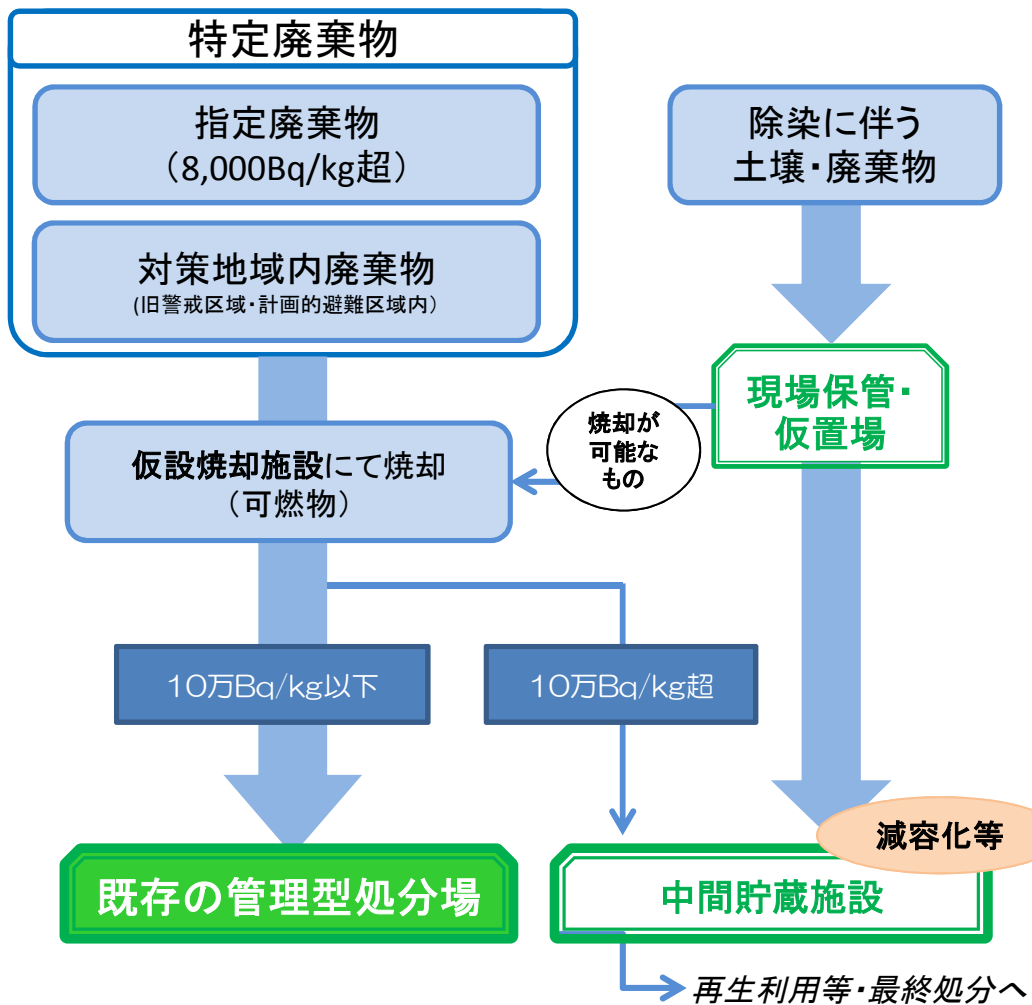 特定廃棄物
指定廃棄物
（8,000Bq/kg超）
対策地域内廃棄物
(旧警戒区域・計画的避難区域内）
除染に伴う
土壌・廃棄物
現場保管・
仮置場
焼却が
可能な
もの
仮設焼却施設にて焼却
（可燃物）
10万Bq/kg以下
10万Bq/kg超
減容化等
既存の管理型処分場
中間貯蔵施設
再生利用等・最終処分へ